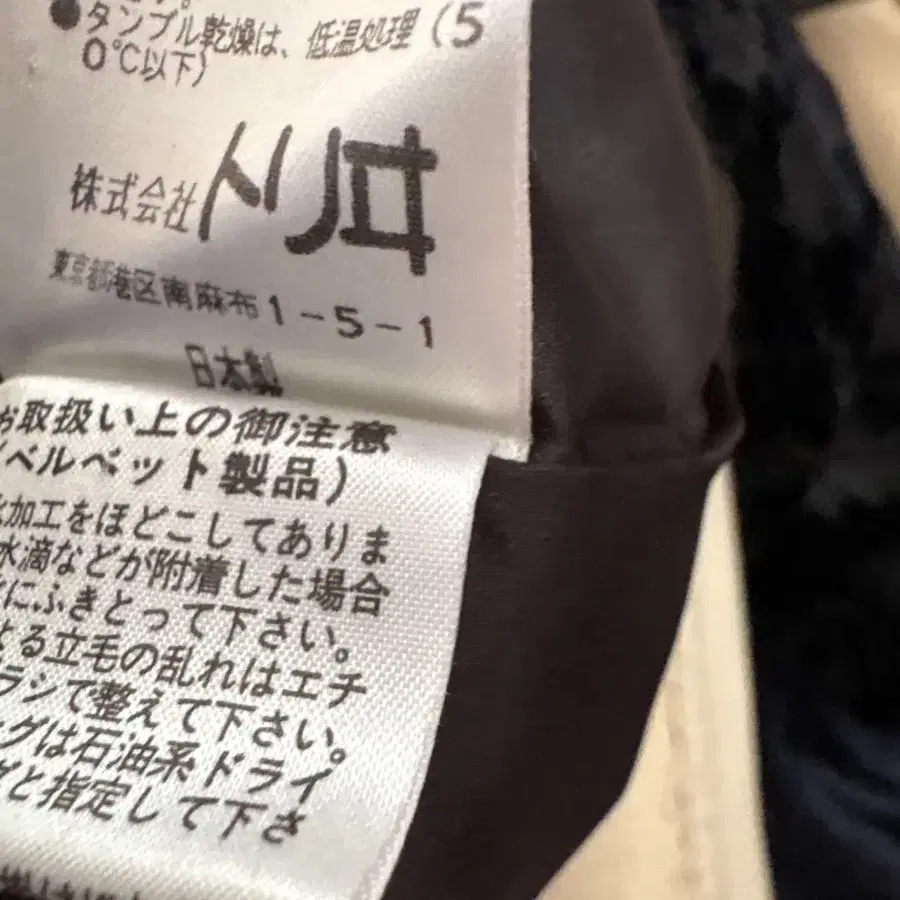 ●タンブル乾燥は、低温処理(5
0℃以下)
株式会社トリヰ
東京都港区南麻布1-5-1
日本製
お取扱い上の御注意
(ベルベット製品)
水加工をほどこしてありま
水滴などが附着した場合
にふきとって下さい。
よる立毛の乱れはエチ
ラシで整えて下さい。
グは石油系ドライ
と指定して下さ